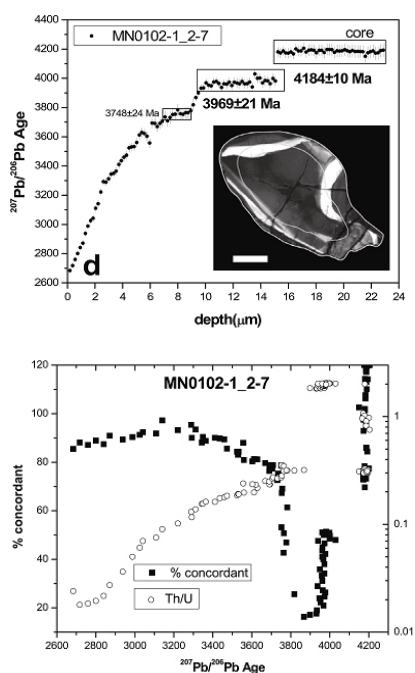 MN0102-1_2-7
core
4184±10 Ma
3969±21 Ma
3748±24 Ma
4200
4000
3800
3600
3400
3200
3000
2800
2600
²⁰⁷Pb/²⁰⁶Pb Age
d
0 2 4 6 8 10 12 14 16 18 20 22 24
depth(μm)
MN0102-1_2-7
120
100
80
60
40
20
% concordant
1
0.1
0.01
% concordant
Th/U
2600 2800 3000 3200 3400 3600 3800 4000 4200
²⁰⁷Pb/²⁰⁶Pb Age